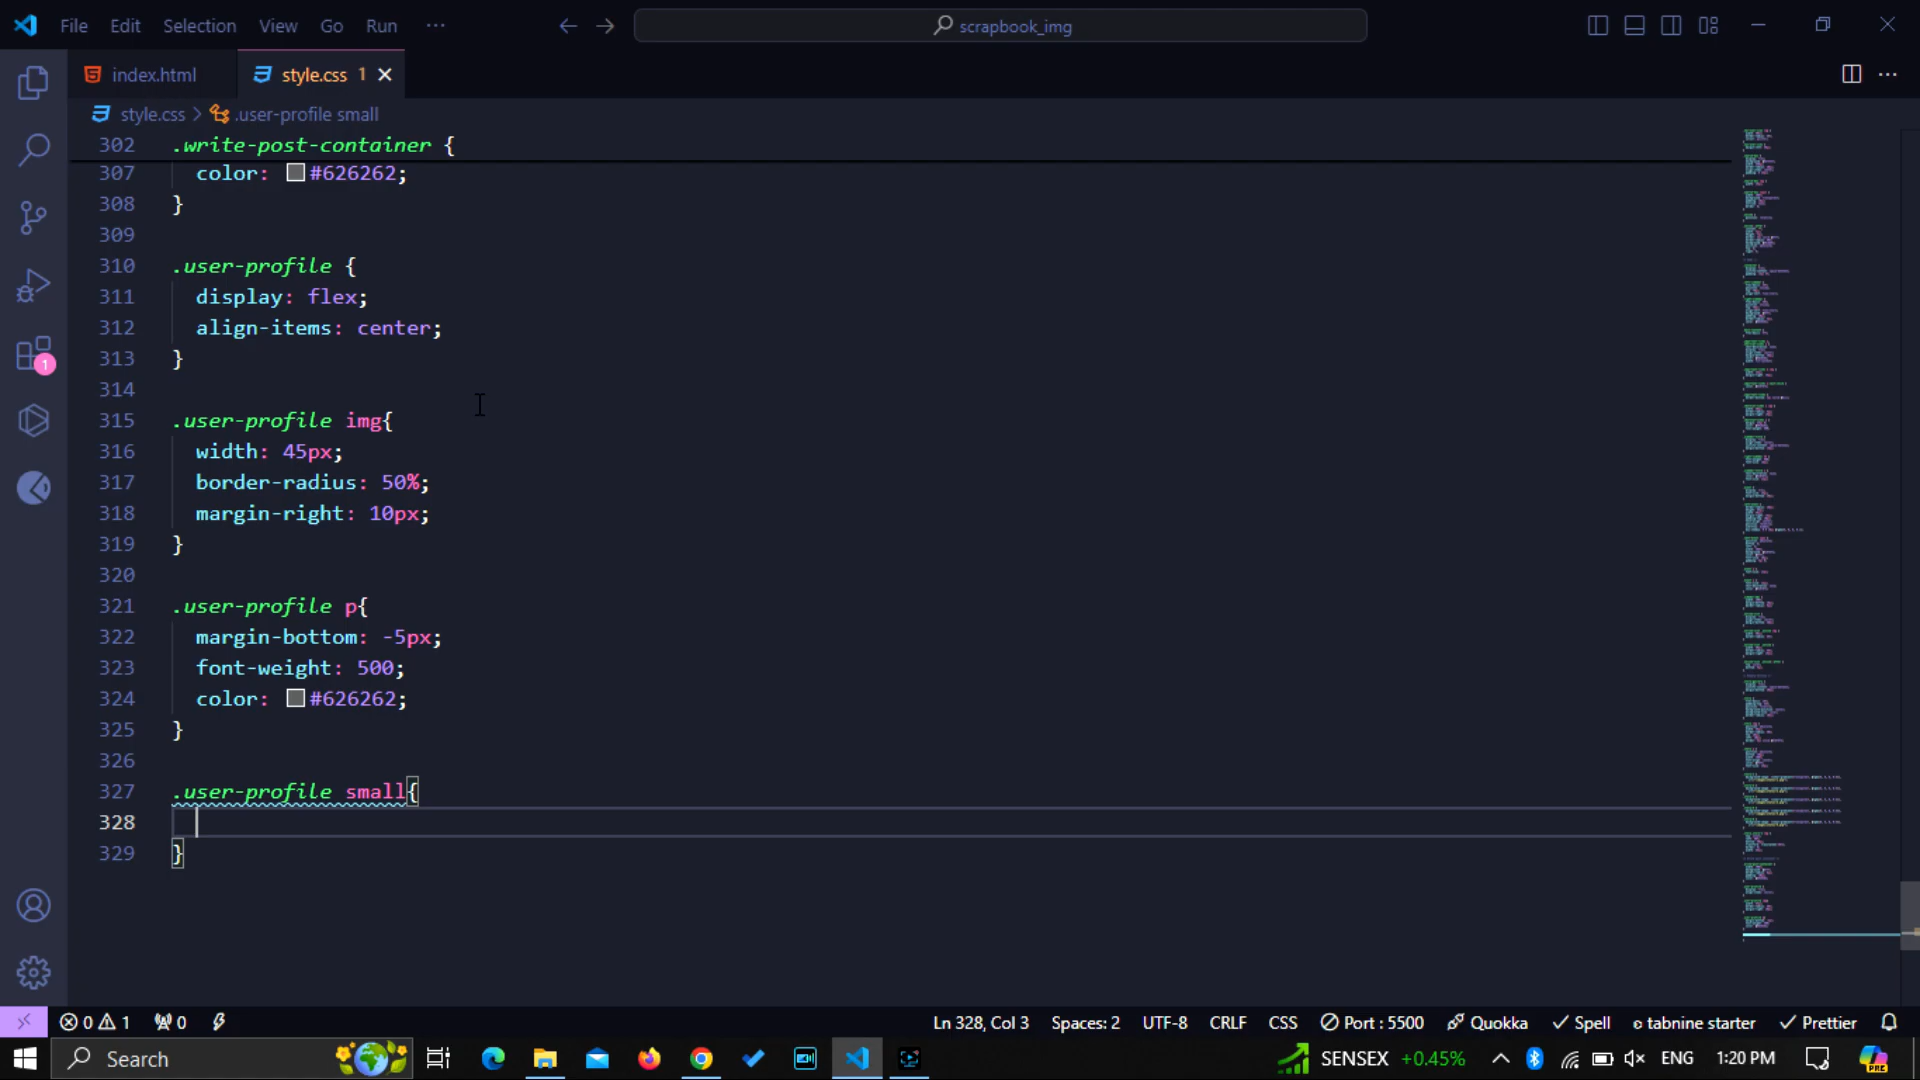 File Edit Selection View Go Run ··· scrapbook_img
index.html style.css 1
style.css > .user-profile small
302 .write-post-container {
307 color: #626262;
308 }
309
310 .user-profile {
311 display: flex;
312 align-items: center;
313 }
314
315 .user-profile img{
316 width: 45px;
317 border-radius: 50%;
318 margin-right: 10px;
319 }
320
321 .user-profile p{
322 margin-bottom: -5px;
323 font-weight: 500;
324 color: #626262;
325 }
326
327 .user-profile small{
328
329 }
1
0 1 0 Ln 328, Col 3 Spaces: 2 UTF-8 CRLF CSS Port : 5500 Quokka Spell tabnine starter Prettier
Search SENSEX +0.45% ENG 1:20 PM PRE